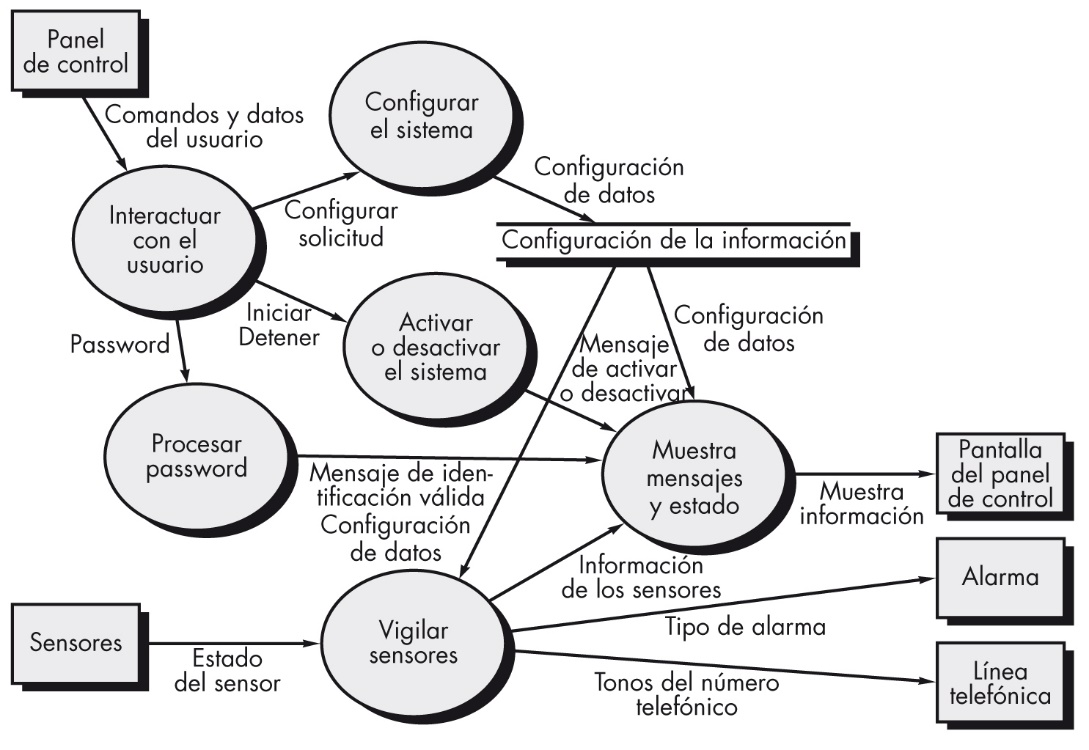 Panel
de control
Comandos y datos
del usuario
Configurar
el sistema
Configuración
de datos
Interactuar
con el
usuario
Configurar
solicitud
Configuración de la información
Password
Iniciar
Detener
Activar
o desactivar
el sistema
Mensaje
de activar
o desactivar
Configuración
de datos
Procesar
password
Mensaje de iden-
tificación válida
Configuración
de datos
Muestra
mensajes
y estado
Muestra
información
Pantalla
del panel
de control
Información
de los sensores
Alarma
Sensores
Estado
del sensor
Vigilar
sensores
Tipo de alarma
Tonos del número
telefónico
Línea
telefónica